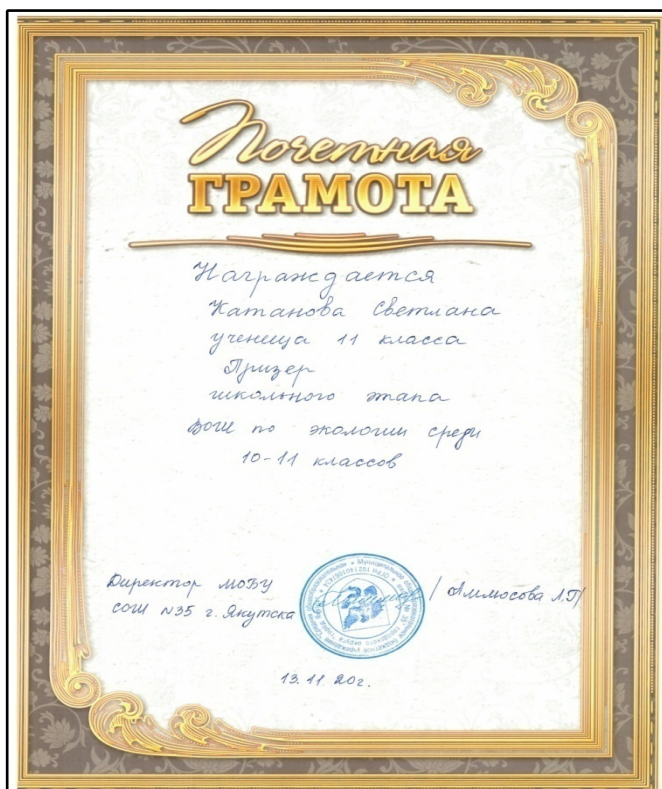 Почетная
ГРАМОТА
Награждается
Катанова Светлана
ученица 11 класса
Призер
школьного этапа
ВОШ по экологии среди
10-11 классов
Директор МОБУ
СОШ №35 г. Якутска
/ Аммосова Л.П/
13.11.20г.